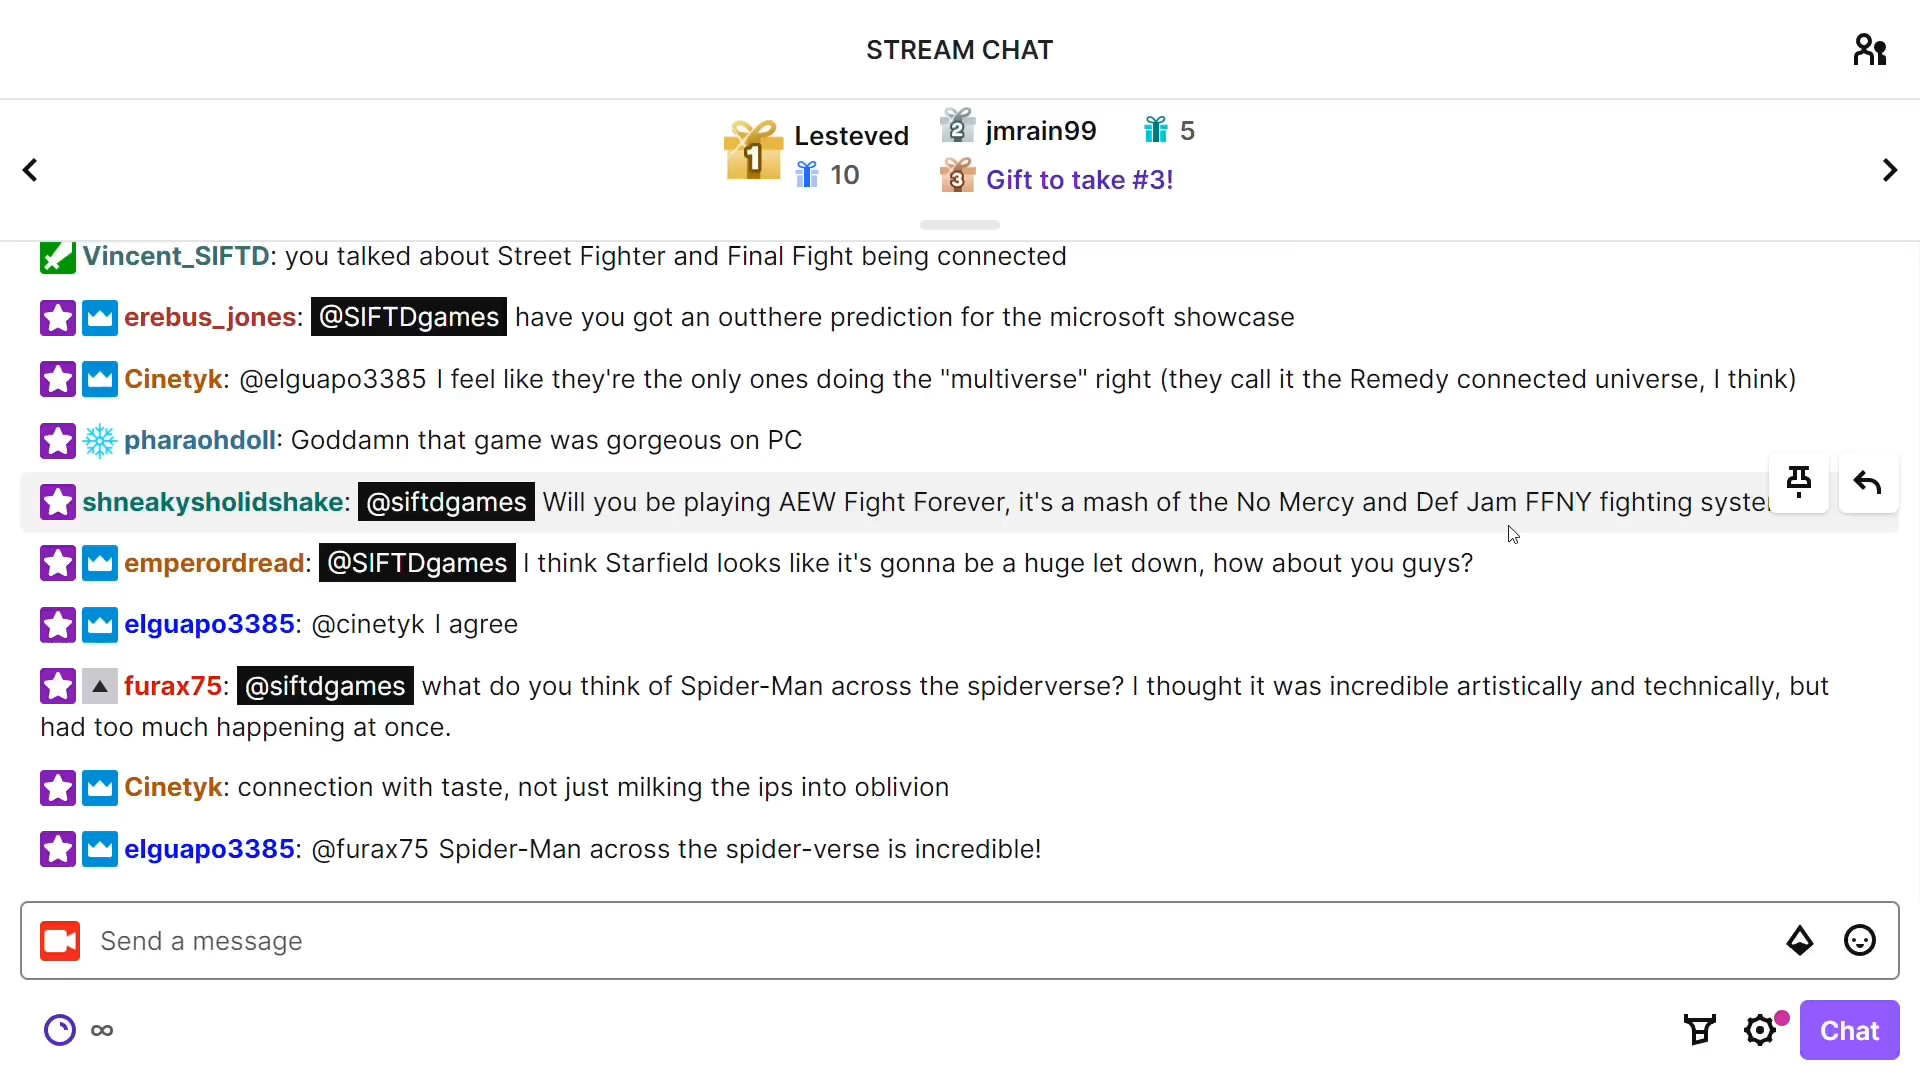 STREAM CHAT
1 Lesteved
10
2 jmrain99 5
3 Gift to take #3!
Vincent_SIFTD: you talked about Street Fighter and Final Fight being connected
erebus_jones: @SIFTDgames have you got an outthere prediction for the microsoft showcase
Cinetyk: @elguapo3385 I feel like they're the only ones doing the "multiverse" right (they call it the Remedy connected universe, I think)
pharaohdoll: Goddamn that game was gorgeous on PC
shneakysholidshake: @siftdgames Will you be playing AEW Fight Forever, it's a mash of the No Mercy and Def Jam FFNY fighting
emperordread: @SIFTDgames I think Starfield looks like it's gonna be a huge let down, how about you guys?
elguapo3385: @cinetyk I agree
furax75: @siftdgames what do you think of Spider-Man across the spiderverse? I thought it was incredible artistically and technically, but
had too much happening at once.
Cinetyk: connection with taste, not just milking the ips into oblivion
elguapo3385: @furax75 Spider-Man across the spider-verse is incredible!
Send a message
∞
Chat